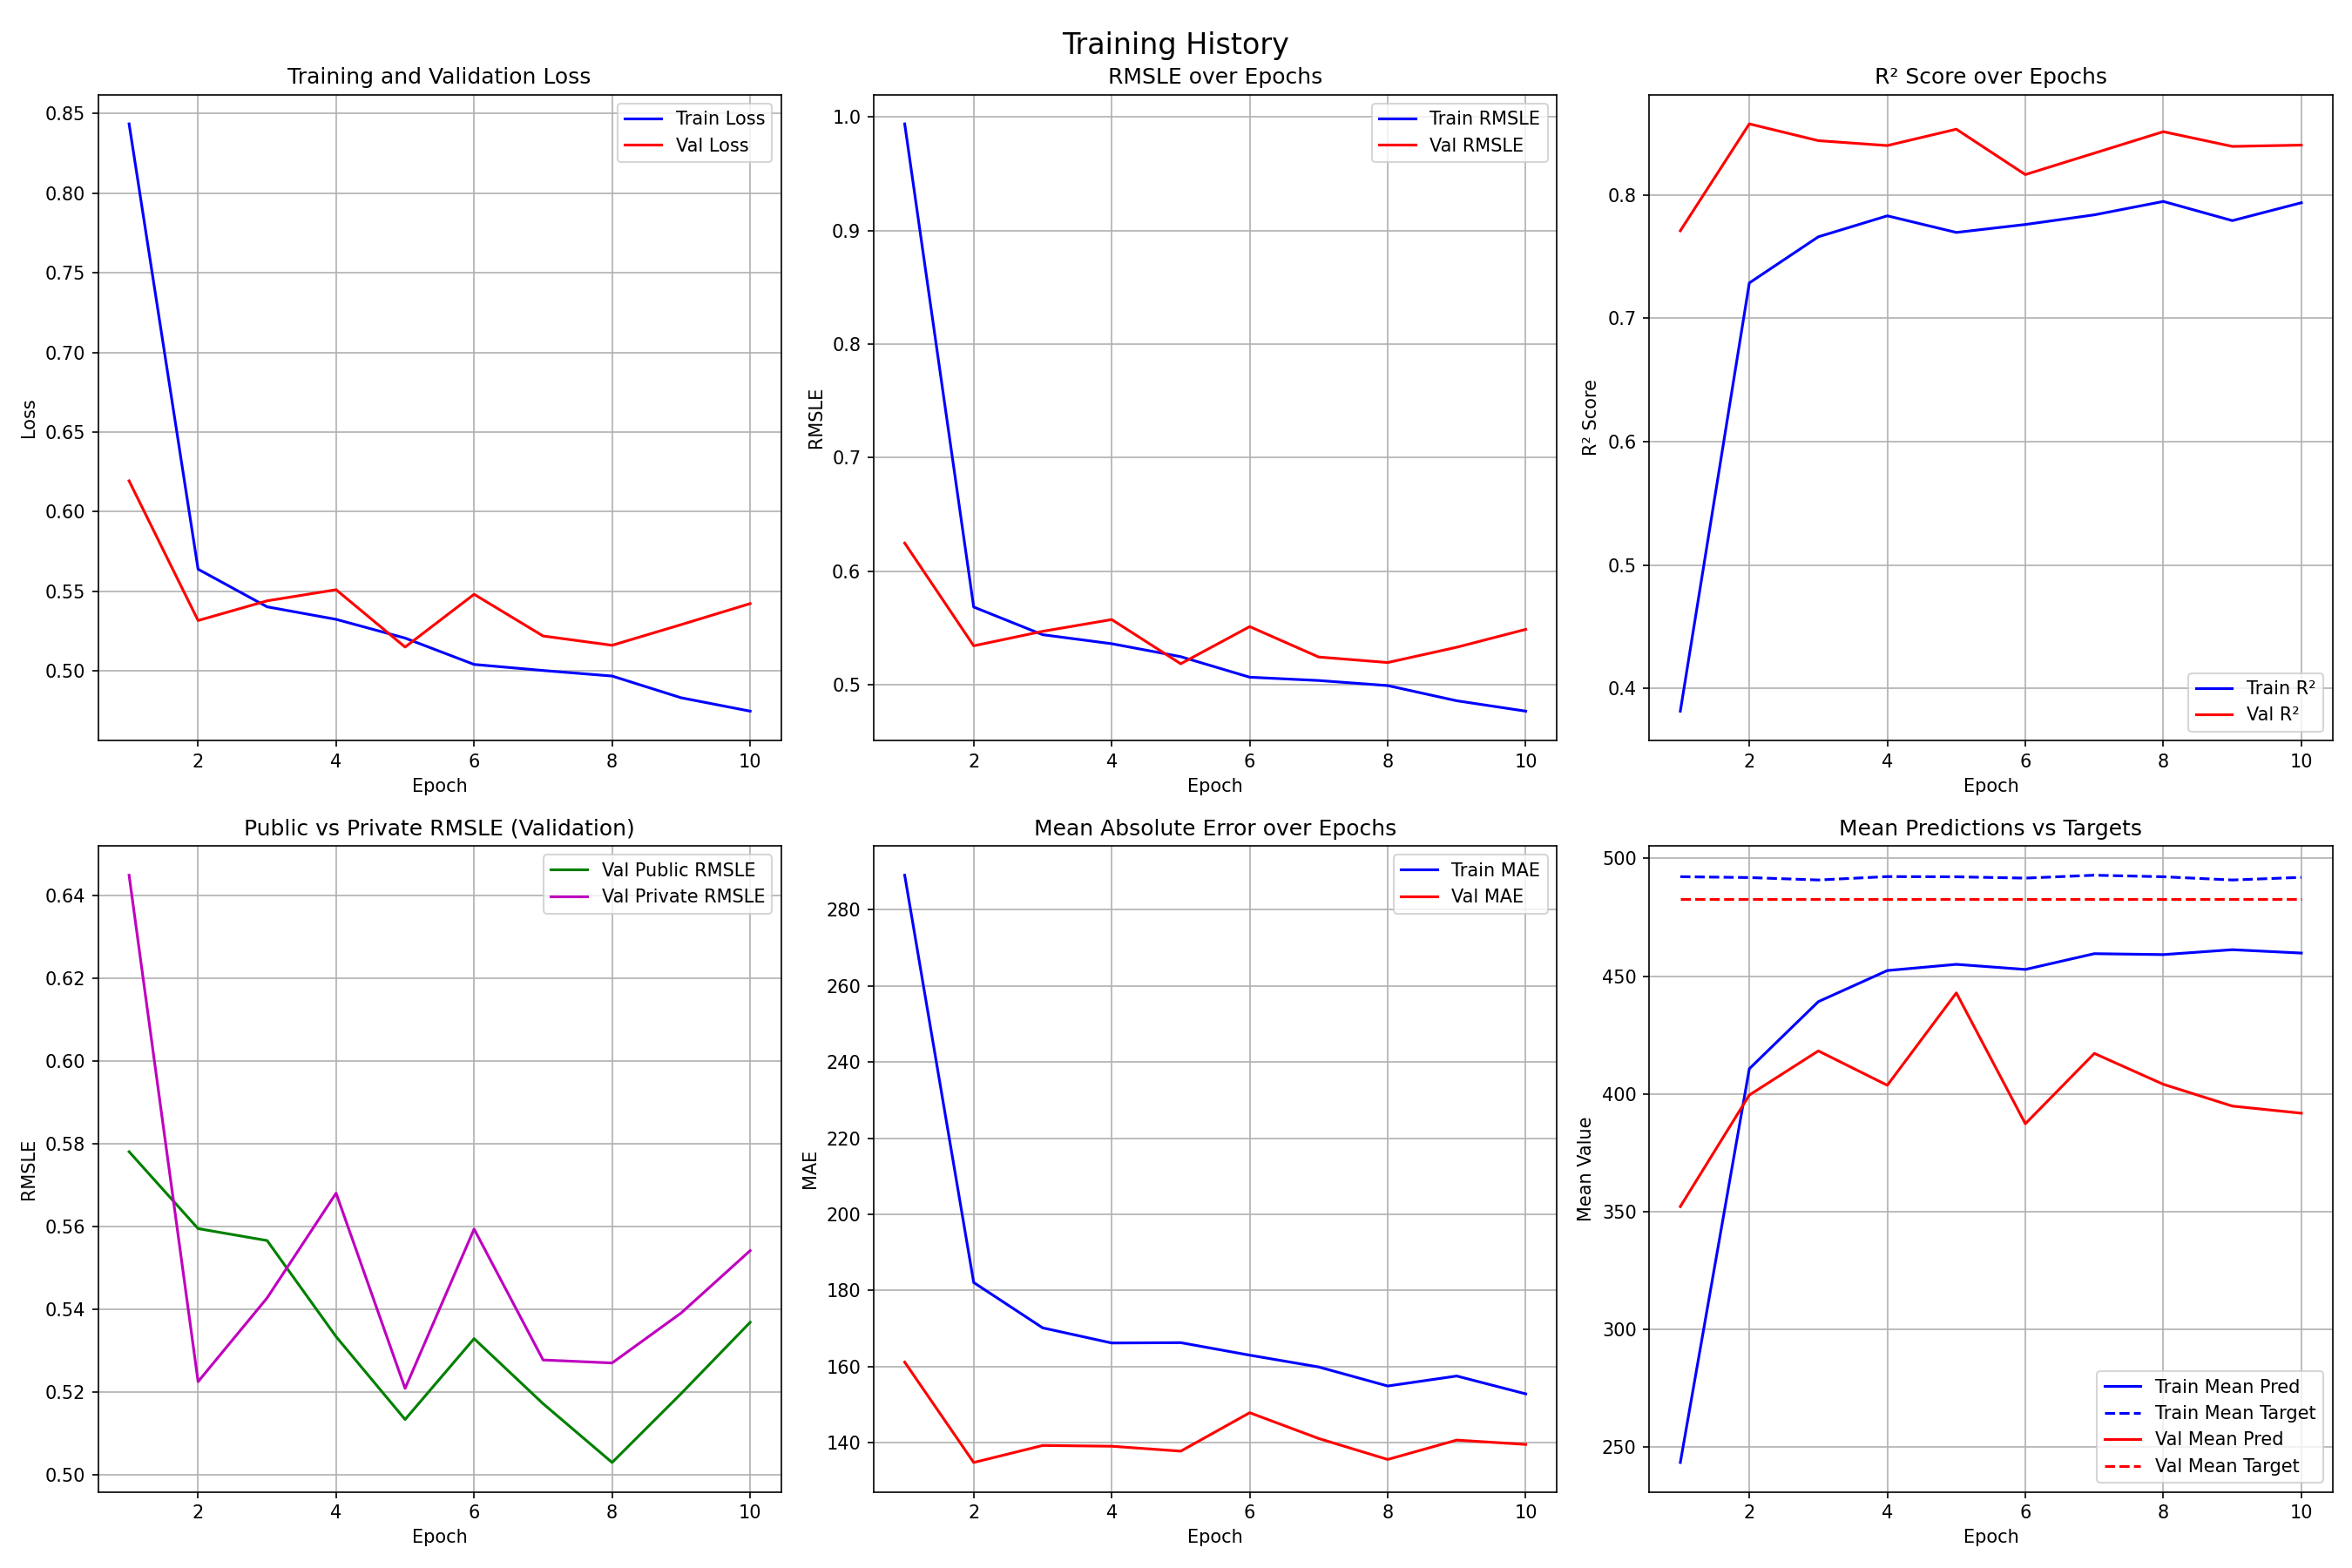 Training History
Training and Validation Loss
0.85
0.80
0.75
0.70
0.65
0.60
0.55
0.50
Loss
Train Loss
Val Loss
2 4 6 8 10
Epoch
RMSLE over Epochs
1.0
0.9
0.8
0.7
0.6
0.5
RMSLE
Train RMSLE
Val RMSLE
2 4 6 8 10
Epoch
R² Score over Epochs
0.8
0.7
0.6
0.5
0.4
R² Score
Train R²
Val R²
2 4 6 8 10
Epoch
Public vs Private RMSLE (Validation)
0.64
0.62
0.60
0.58
0.56
0.54
0.52
0.50
RMSLE
Val Public RMSLE
Val Private RMSLE
2 4 6 8 10
Epoch
Mean Absolute Error over Epochs
280
260
240
220
200
180
160
140
MAE
Train MAE
Val MAE
2 4 6 8 10
Epoch
Mean Predictions vs Targets
500
450
400
350
300
250
Mean Value
Train Mean Pred
Train Mean Target
Val Mean Pred
Val Mean Target
2 4 6 8 10
Epoch